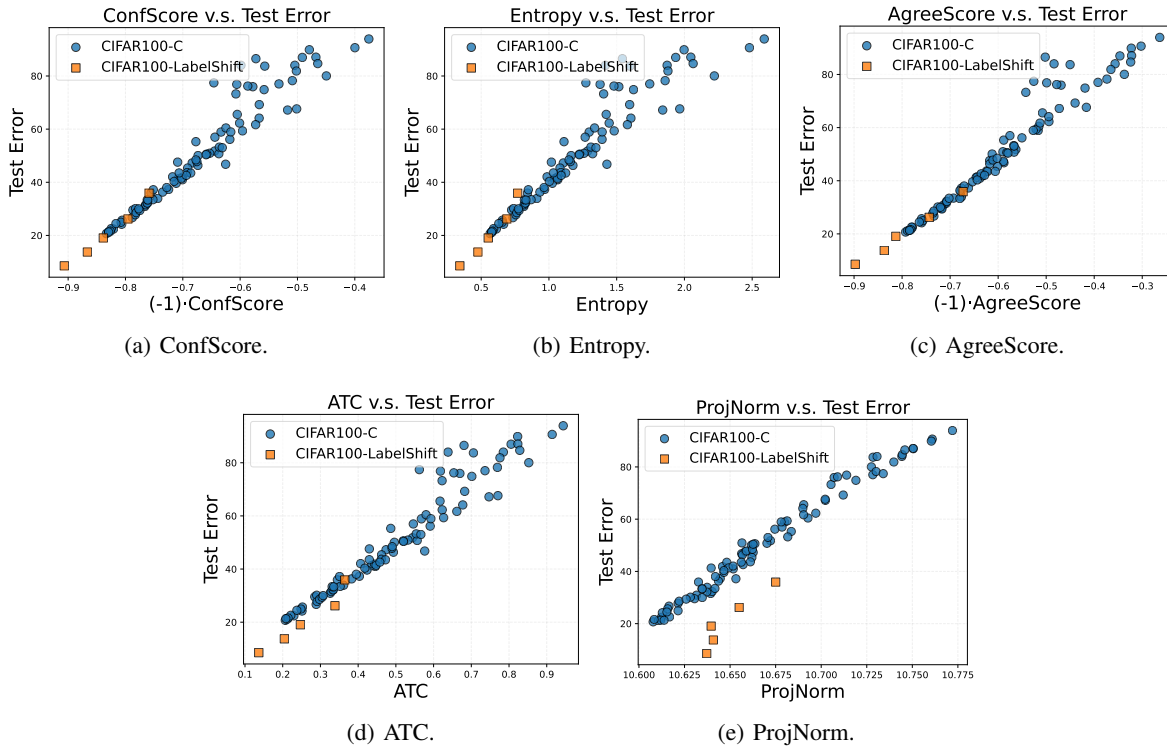 ConfScore v.s. Test Error
CIFAR100-C
CIFAR100-LabelShift
Test Error
80
60
40
20
−0.9 −0.8 −0.7 −0.6 −0.5 −0.4
(-1)·ConfScore
(a) ConfScore.
Entropy v.s. Test Error
CIFAR100-C
CIFAR100-LabelShift
Test Error
80
60
40
20
0.5 1.0 1.5 2.0 2.5
Entropy
(b) Entropy.
AgreeScore v.s. Test Error
CIFAR100-C
CIFAR100-LabelShift
Test Error
80
60
40
20
−0.9 −0.8 −0.7 −0.6 −0.5 −0.4 −0.3
(-1)·AgreeScore
(c) AgreeScore.
ATC v.s. Test Error
CIFAR100-C
CIFAR100-LabelShift
Test Error
80
60
40
20
0.1 0.2 0.3 0.4 0.5 0.6 0.7 0.8 0.9
ATC
(d) ATC.
ProjNorm v.s. Test Error
CIFAR100-C
CIFAR100-LabelShift
Test Error
80
60
40
20
10.600 10.625 10.650 10.675 10.700 10.725 10.750 10.775
ProjNorm
(e) ProjNorm.